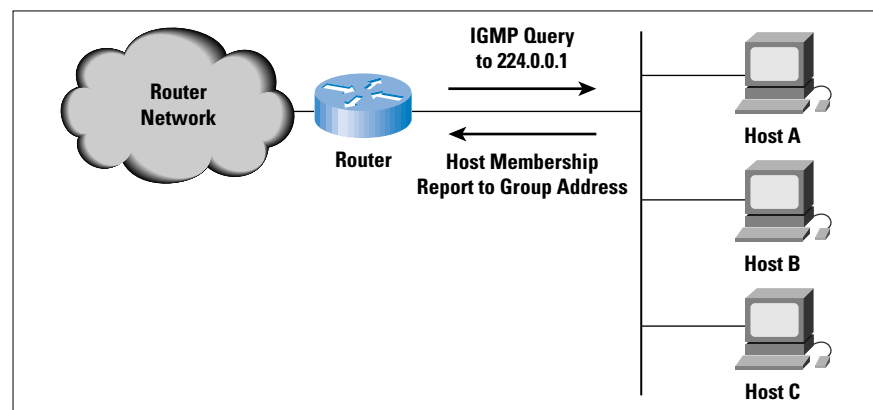 Router
Network
Router
IGMP Query
to 224.0.0.1
Host Membership
Report to Group Address
Host A
Host B
Host C